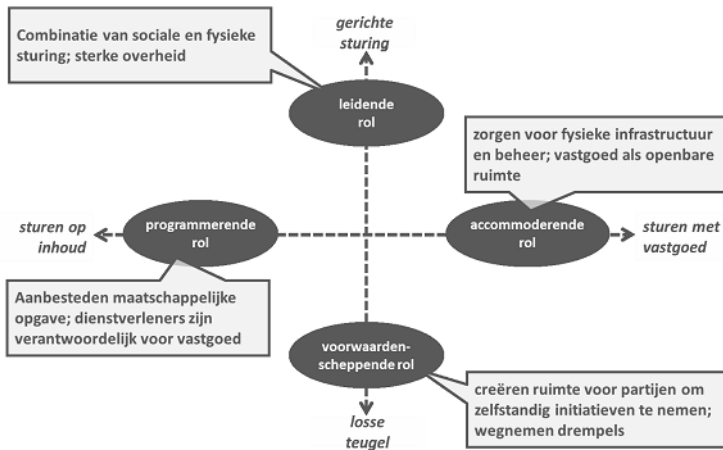 Combinatie van sociale en fysieke
sturing; sterke overheid
gerichte
sturing
leidende
rol
zorgen voor fysieke infrastructuur
en beheer; vastgoed als openbare
ruimte
sturen op
inhoud
programmerende
rol
accommoderende
rol
sturen met
vastgoed
Aanbesteden maatschappelijke
opgave; dienstverleners zijn
verantwoordelijk voor vastgoed
voorwaarden-
scheppende rol
creëren ruimte voor partijen om
zelfstandig initiatieven te nemen;
wegnemen drempels
losse
teugel